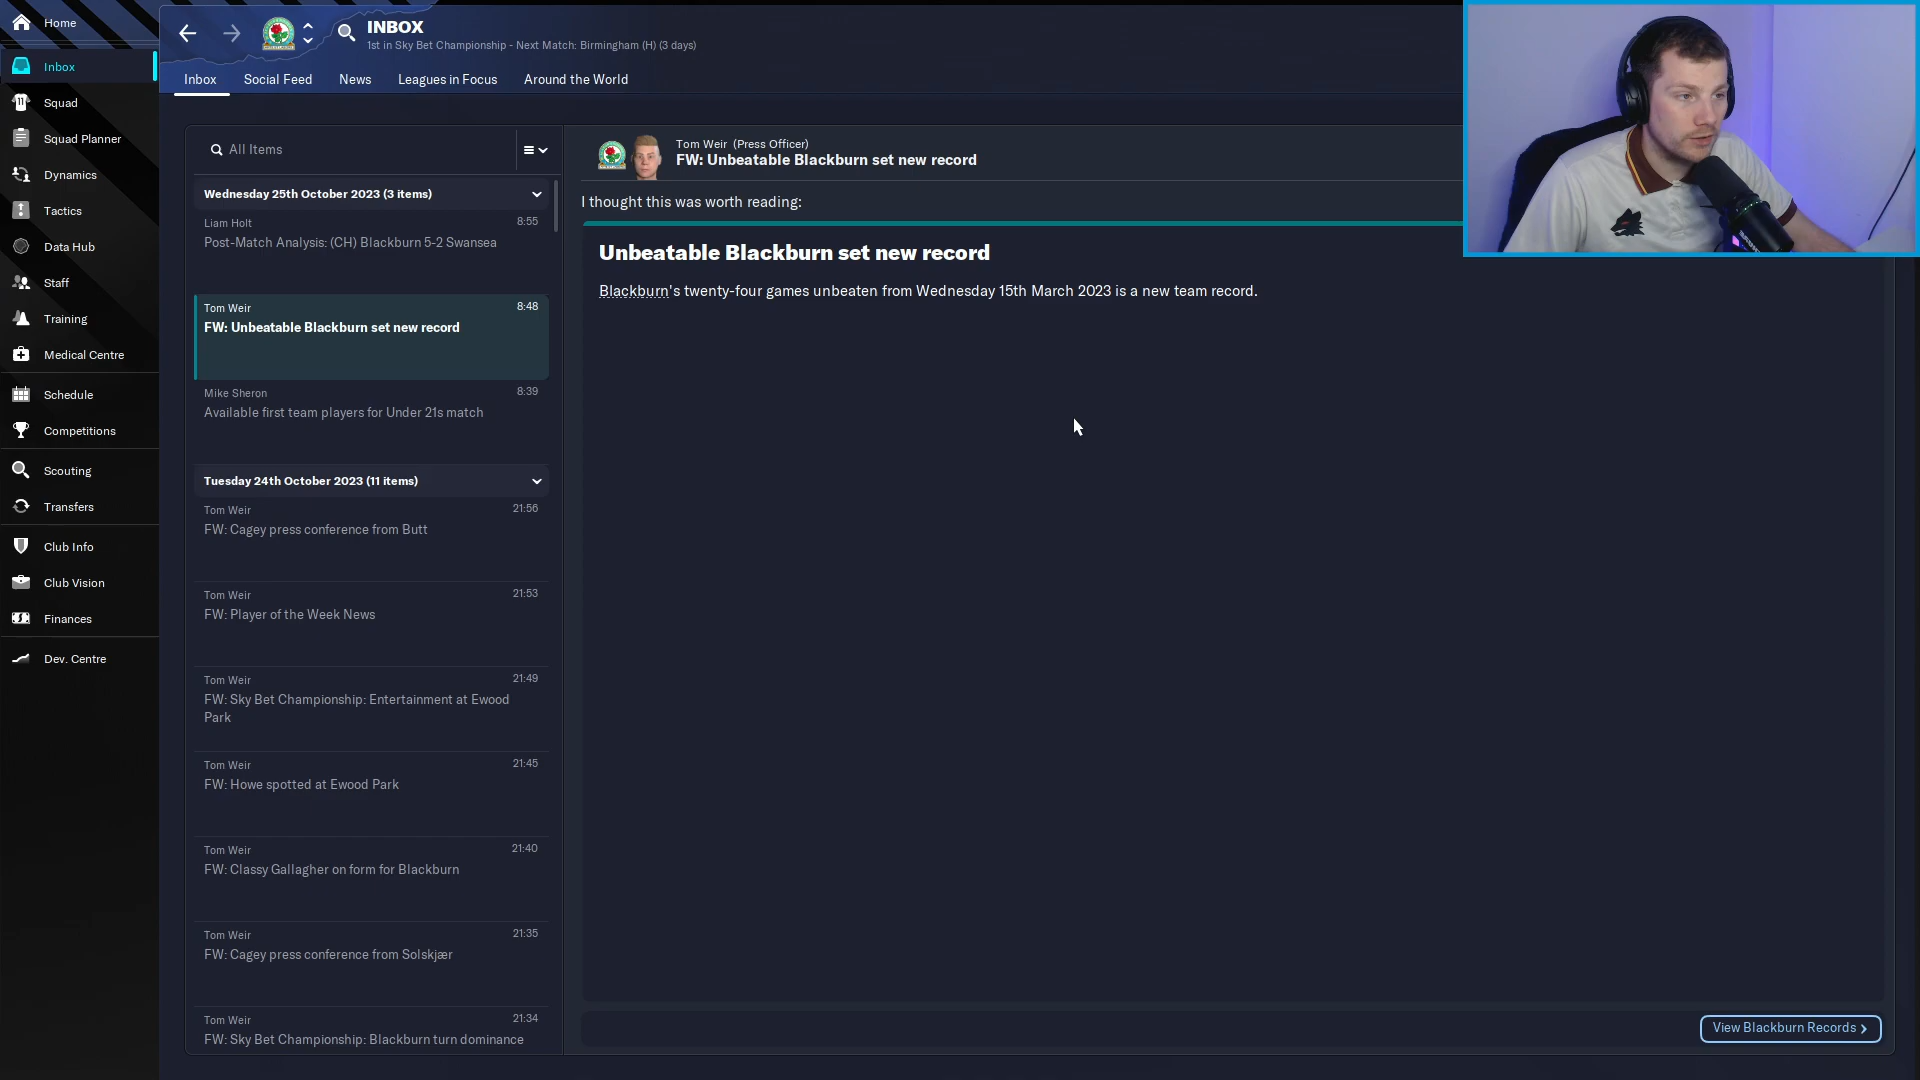 Home
Inbox
Squad
Squad Planner
Dynamics
Tactics
Data Hub
Staff
Training
Medical Centre
Schedule
Competitions
Scouting
Transfers
Club Info
Club Vision
Finances
Dev. Centre
INBOX
1st in Sky Bet Championship - Next Match: Birmingham (H) (3 days)
Inbox Social Feed News Leagues in Focus Around the World
All Items
Wednesday 25th October 2023 (3 items)
Liam Holt 8:55
Post-Match Analysis: (CH) Blackburn 5-2 Swansea
Tom Weir 8:48
FW: Unbeatable Blackburn set new record
Mike Sheron 8:39
Available first team players for Under 21s match
Tuesday 24th October 2023 (11 items)
Tom Weir 21:56
FW: Cagey press conference from Butt
Tom Weir 21:53
FW: Player of the Week News
Tom Weir 21:49
FW: Sky Bet Championship: Entertainment at Ewood
Park
Tom Weir 21:45
FW: Howe spotted at Ewood Park
Tom Weir 21:40
FW: Classy Gallagher on form for Blackburn
Tom Weir 21:35
FW: Cagey press conference from Solskjær
Tom Weir 21:34
FW: Sky Bet Championship: Blackburn turn dominance
Tom Weir (Press Officer)
FW: Unbeatable Blackburn set new record
I thought this was worth reading:
Unbeatable Blackburn set new record
Blackburn's twenty-four games unbeaten from Wednesday 15th March 2023 is a new team record.
View Blackburn Records